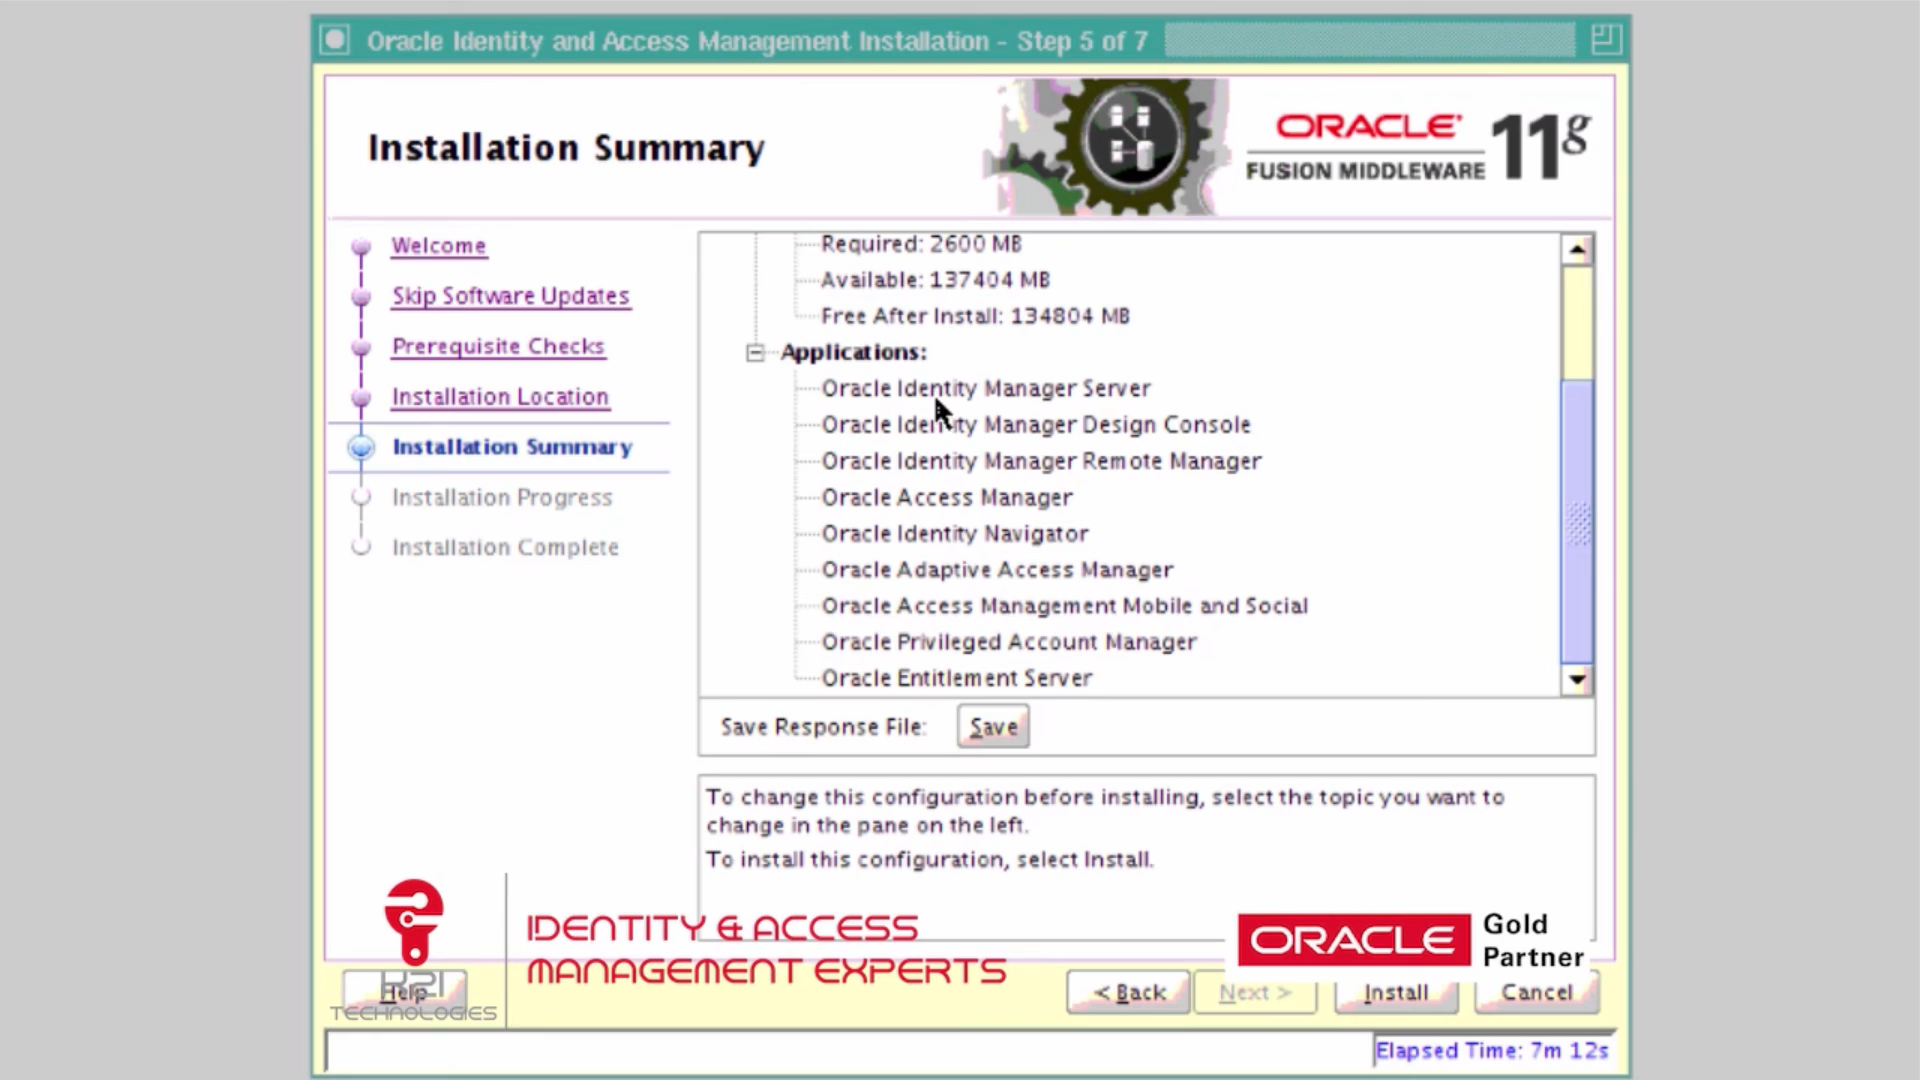 Oracle Identity and Access Management Installation - Step 5 of 7
Installation Summary
ORACLE
FUSION MIDDLEWARE
11g
Welcome
Skip Software Updates
Prerequisite Checks
Installation Location
Installation Summary
Installation Progress
Installation Complete
Required: 2600 MB
Available: 137404 MB
Free After Install: 134804 MB
Applications:
Oracle Identity Manager Server
Oracle Identity Manager Design Console
Oracle Identity Manager Remote Manager
Oracle Access Manager
Oracle Identity Navigator
Oracle Adaptive Access Manager
Oracle Access Management Mobile and Social
Oracle Privileged Account Manager
Oracle Entitlement Server
Save Response File:
Save
To change this configuration before installing, select the topic you want to
change in the pane on the left.
To install this configuration, select Install.
IDENTITY & ACCESS
MANAGEMENT EXPERTS
ORACLE
Gold
Partner
Help
K21
TECHNOLOGIES
< Back
Next >
Install
Cancel
Elapsed Time: 7m 12s